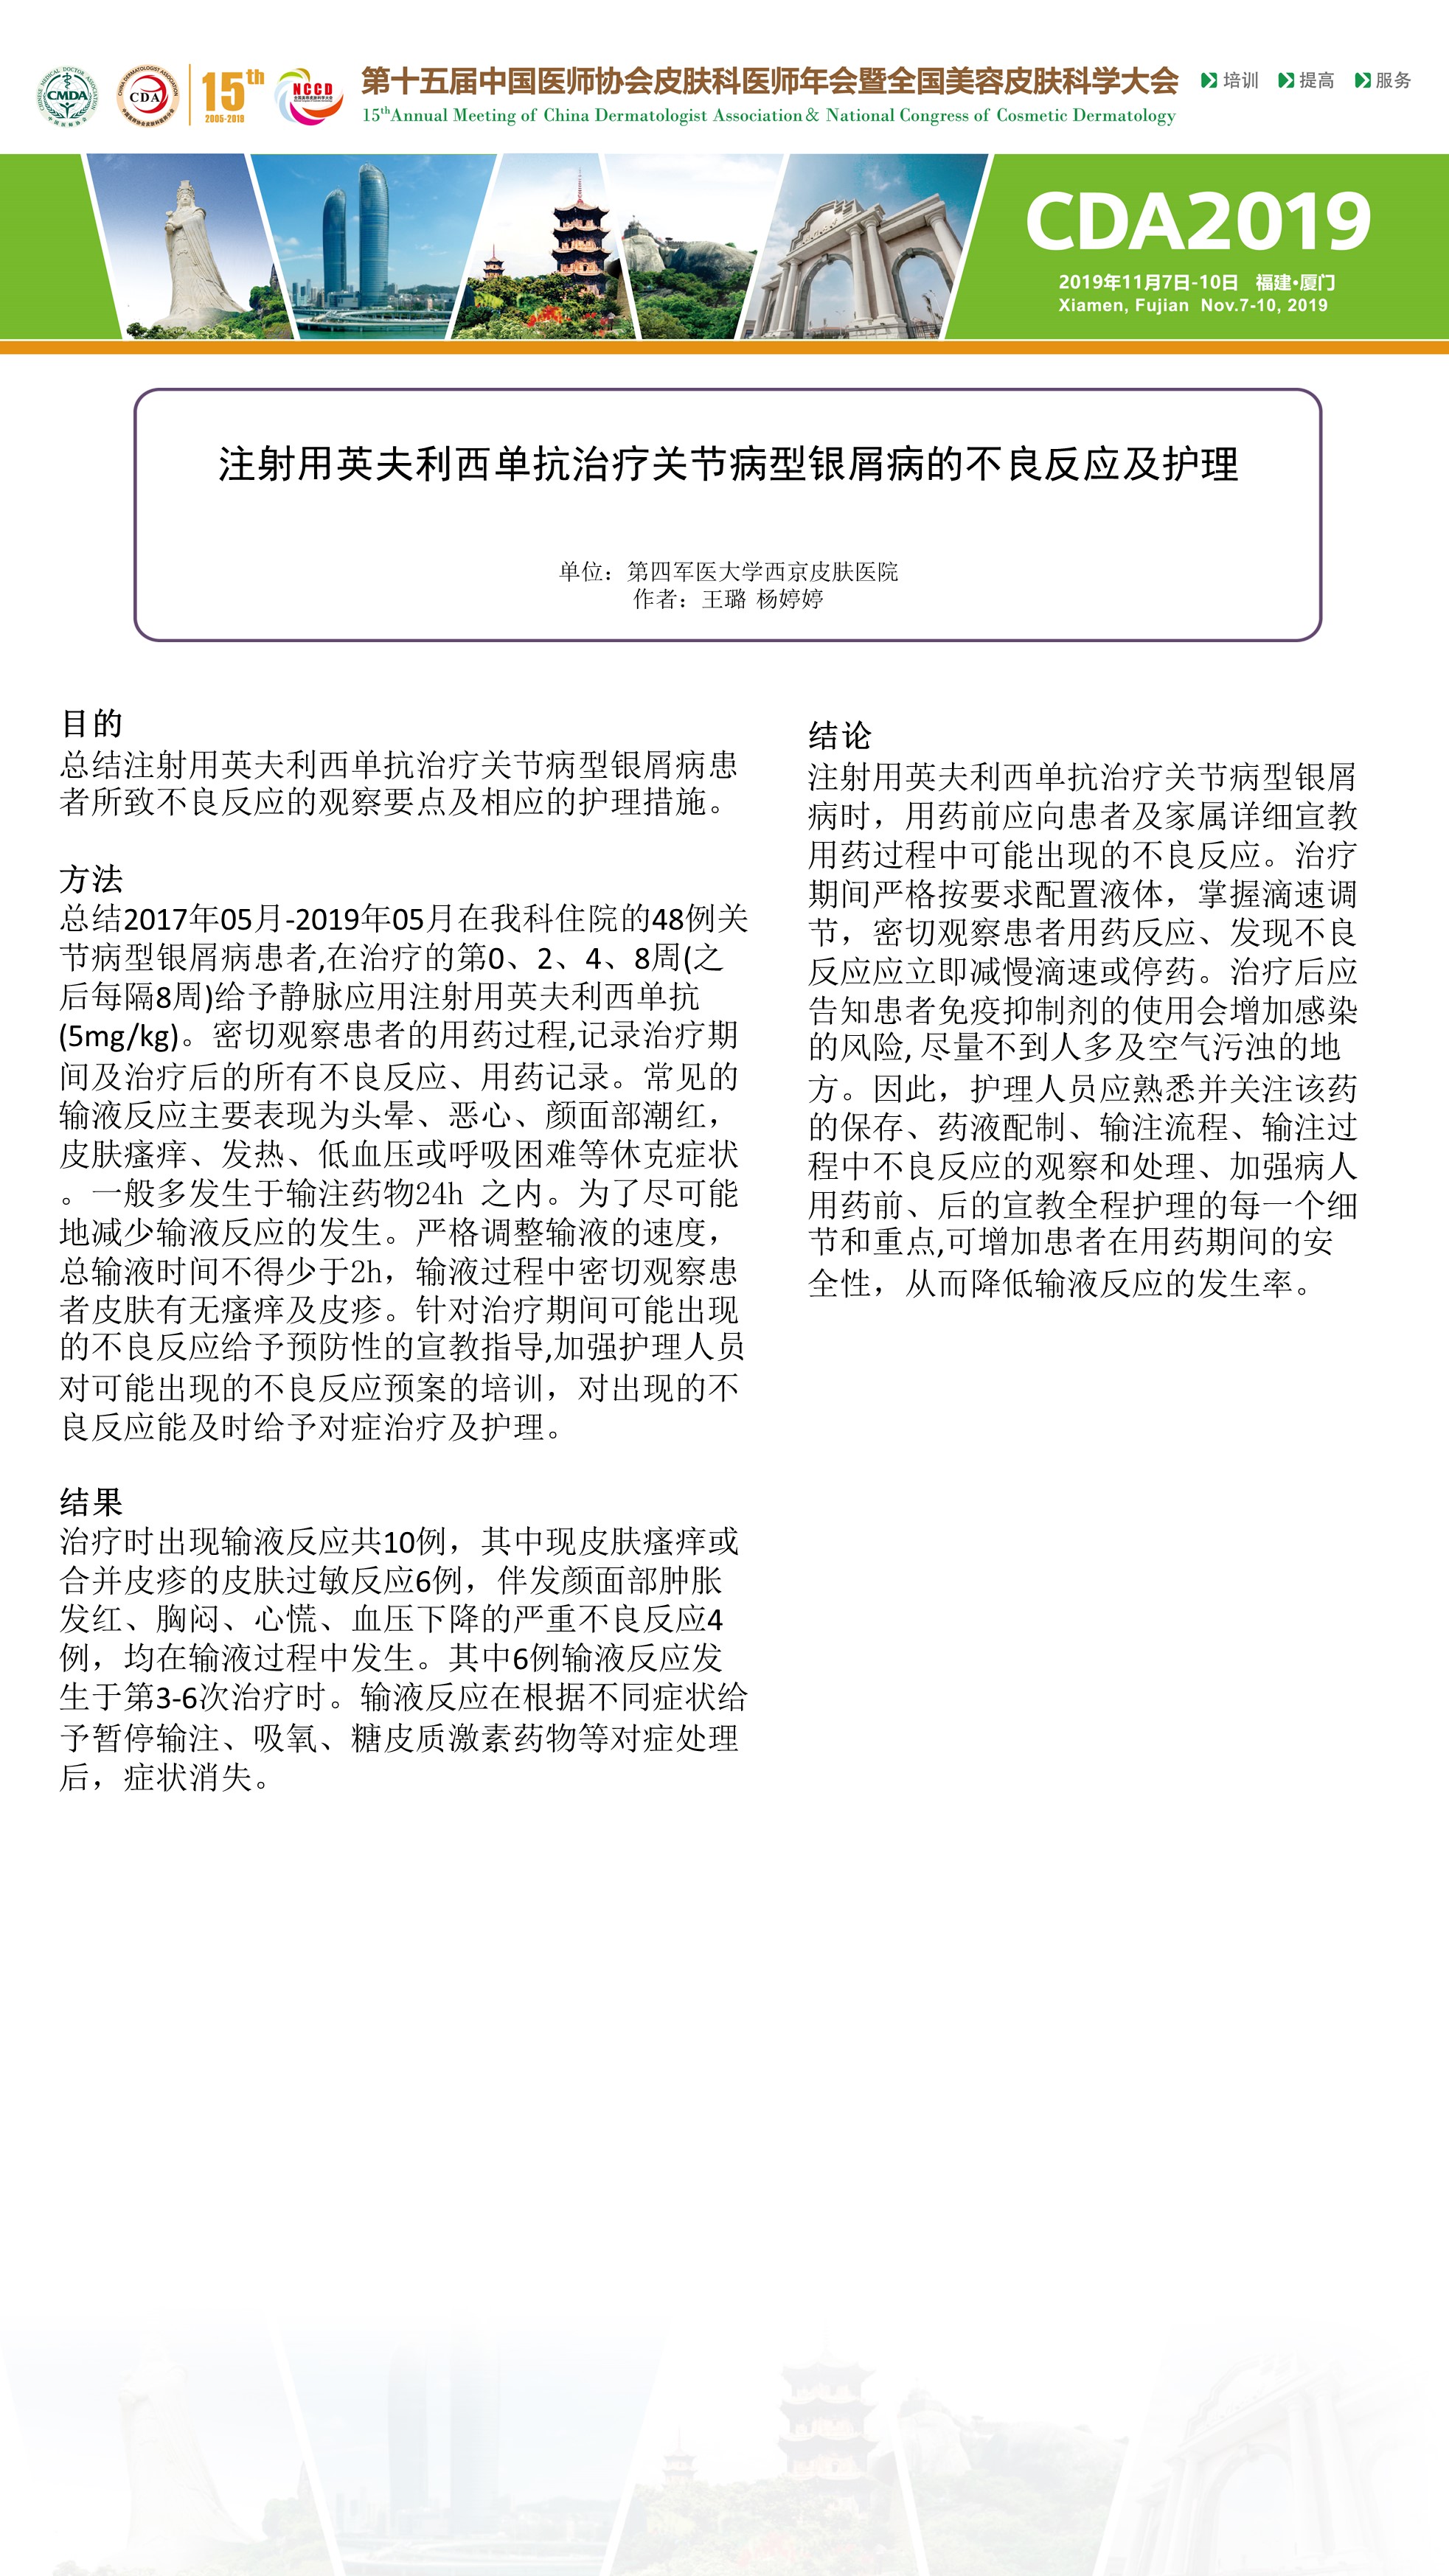 CMDA
CHINESE MEDICAL DOCTOR ASSOCIATION
中国医师协会
CDA
CHINA DERMATOLOGIST ASSOCIATION
15th
2005-2019
NCCD
第十五届中国医师协会皮肤科医师年会暨全国美容皮肤科学大会
15thAnnual Meeting of China Dermatologist Association& National Congress of Cosmetic Dermatology
培训 提高 服务
CDA2019
2019年11月7日-10日 福建·厦门
Xiamen, Fujian Nov.7-10, 2019
注射用英夫利西单抗治疗关节病型银屑病的不良反应及护理
单位：第四军医大学西京皮肤医院
作者：王璐 杨婷婷
目的
总结注射用英夫利西单抗治疗关节病型银屑病患
者所致不良反应的观察要点及相应的护理措施。
方法
总结2017年05月-2019年05月在我科住院的48例关
节病型银屑病患者,在治疗的第0、2、4、8周(之
后每隔8周)给予静脉应用注射用英夫利西单抗
(5mg/kg)。密切观察患者的用药过程,记录治疗期
间及治疗后的所有不良反应、用药记录。常见的
输液反应主要表现为头晕、恶心、颜面部潮红，
皮肤瘙痒、发热、低血压或呼吸困难等休克症状
。一般多发生于输注药物24h 之内。为了尽可能
地减少输液反应的发生。严格调整输液的速度，
总输液时间不得少于2h，输液过程中密切观察患
者皮肤有无瘙痒及皮疹。针对治疗期间可能出现
的不良反应给予预防性的宣教指导,加强护理人员
对可能出现的不良反应预案的培训，对出现的不
良反应能及时给予对症治疗及护理。
结果
治疗时出现输液反应共10例，其中现皮肤瘙痒或
合并皮疹的皮肤过敏反应6例，伴发颜面部肿胀
发红、胸闷、心慌、血压下降的严重不良反应4
例，均在输液过程中发生。其中6例输液反应发
生于第3-6次治疗时。输液反应在根据不同症状给
予暂停输注、吸氧、糖皮质激素药物等对症处理
后，症状消失。
结论
注射用英夫利西单抗治疗关节病型银屑
病时，用药前应向患者及家属详细宣教
用药过程中可能出现的不良反应。治疗
期间严格按要求配置液体，掌握滴速调
节，密切观察患者用药反应、发现不良
反应应立即减慢滴速或停药。治疗后应
告知患者免疫抑制剂的使用会增加感染
的风险, 尽量不到人多及空气污浊的地
方。因此，护理人员应熟悉并关注该药
的保存、药液配制、输注流程、输注过
程中不良反应的观察和处理、加强病人
用药前、后的宣教全程护理的每一个细
节和重点,可增加患者在用药期间的安
全性，从而降低输液反应的发生率。